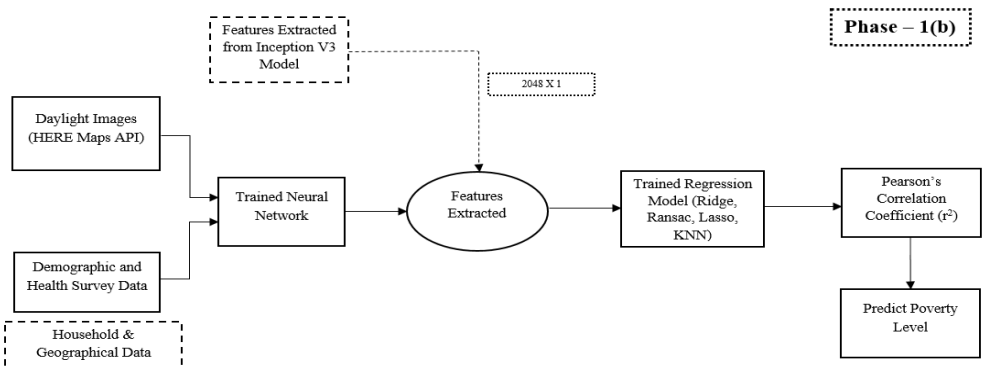 Phase – 1(b)
Features Extracted
from Inception V3
Model
2048 X 1
Daylight Images
(HERE Maps API)
Trained Neural
Network
Features
Extracted
Trained Regression
Model (Ridge,
Ransac, Lasso,
KNN)
Pearson's
Correlation
Coefficient (r²)
Demographic and
Health Survey Data
Household &
Geographical Data
Predict Poverty
Level